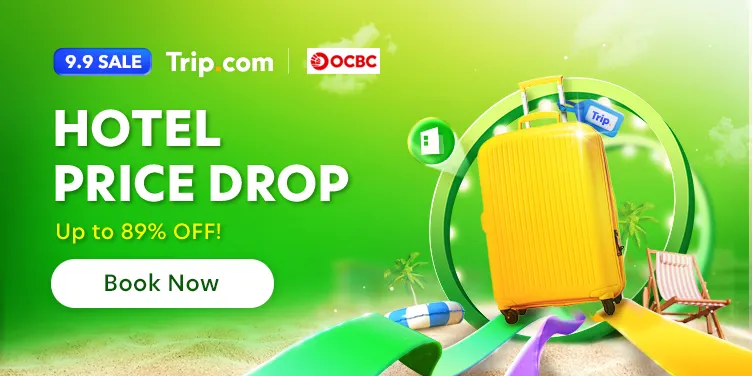 9.9 SALE Trip.com OCBC
HOTEL
PRICE DROP
Up to 89% OFF!
Book Now
Trip.